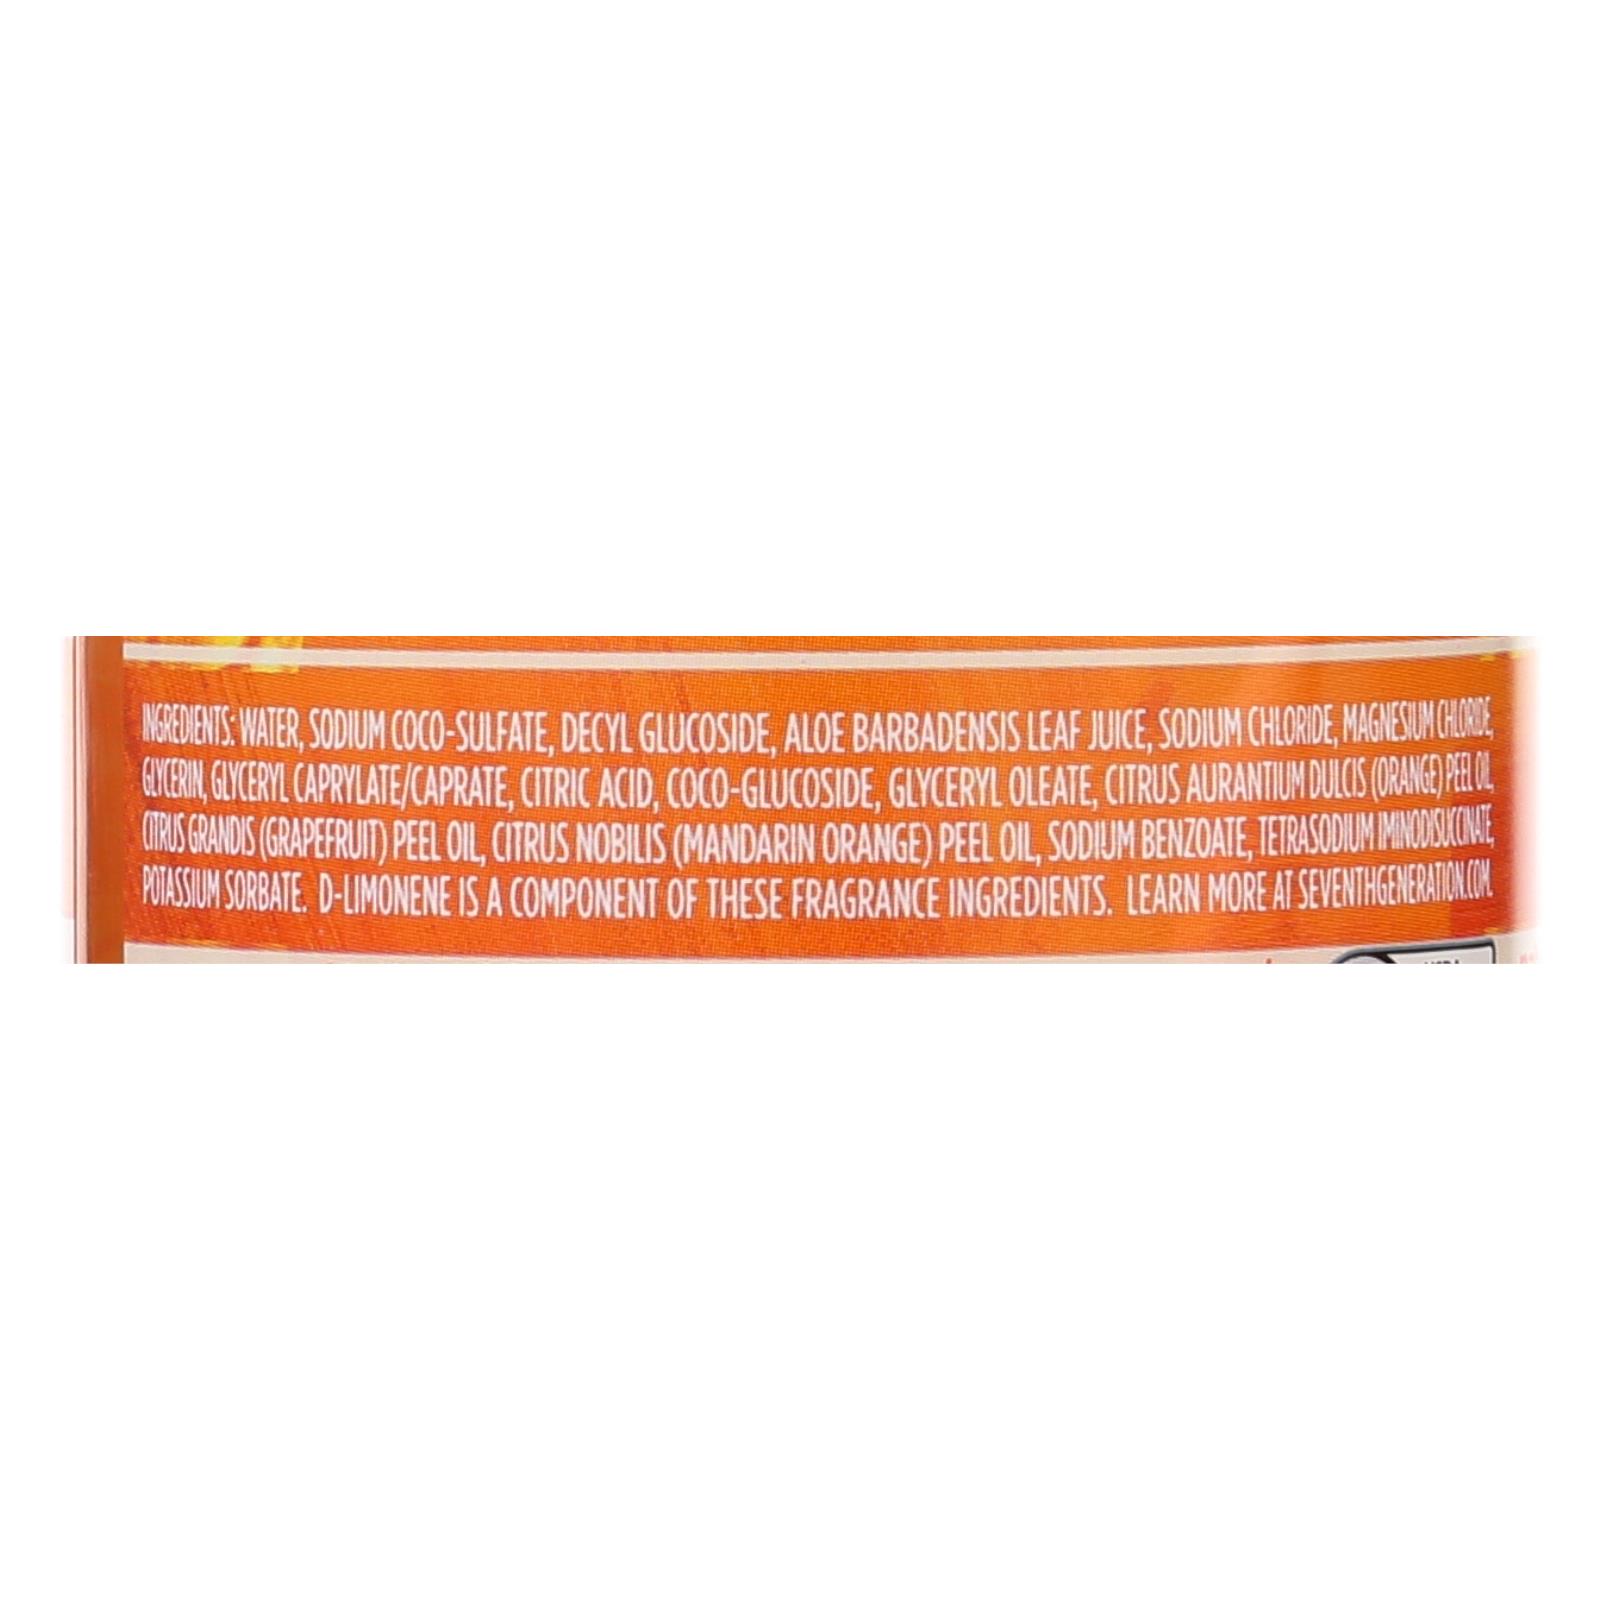 INGREDIENTS: WATER, SODIUM COCO-SULFATE, DECYL GLUCOSIDE, ALOE BARBADENSIS LEAF JUICE, SODIUM CHLORIDE, MAGNESIUM CHLORIDE,
GLYCERIN, GLYCERYL CAPRYLATE/CAPRATE, CITRIC ACID, COCO-GLUCOSIDE, GLYCERYL OLEATE, CITRUS AURANTIUM DULCIS (ORANGE) PEEL OIL,
CITRUS GRANDIS (GRAPEFRUIT) PEEL OIL, CITRUS NOBILIS (MANDARIN ORANGE) PEEL OIL, SODIUM BENZOATE, TETRASODIUM IMINODISUCCINATE,
POTASSIUM SORBATE. D-LIMONENE IS A COMPONENT OF THESE FRAGRANCE INGREDIENTS. LEARN MORE AT SEVENTHGENERATION.COM.